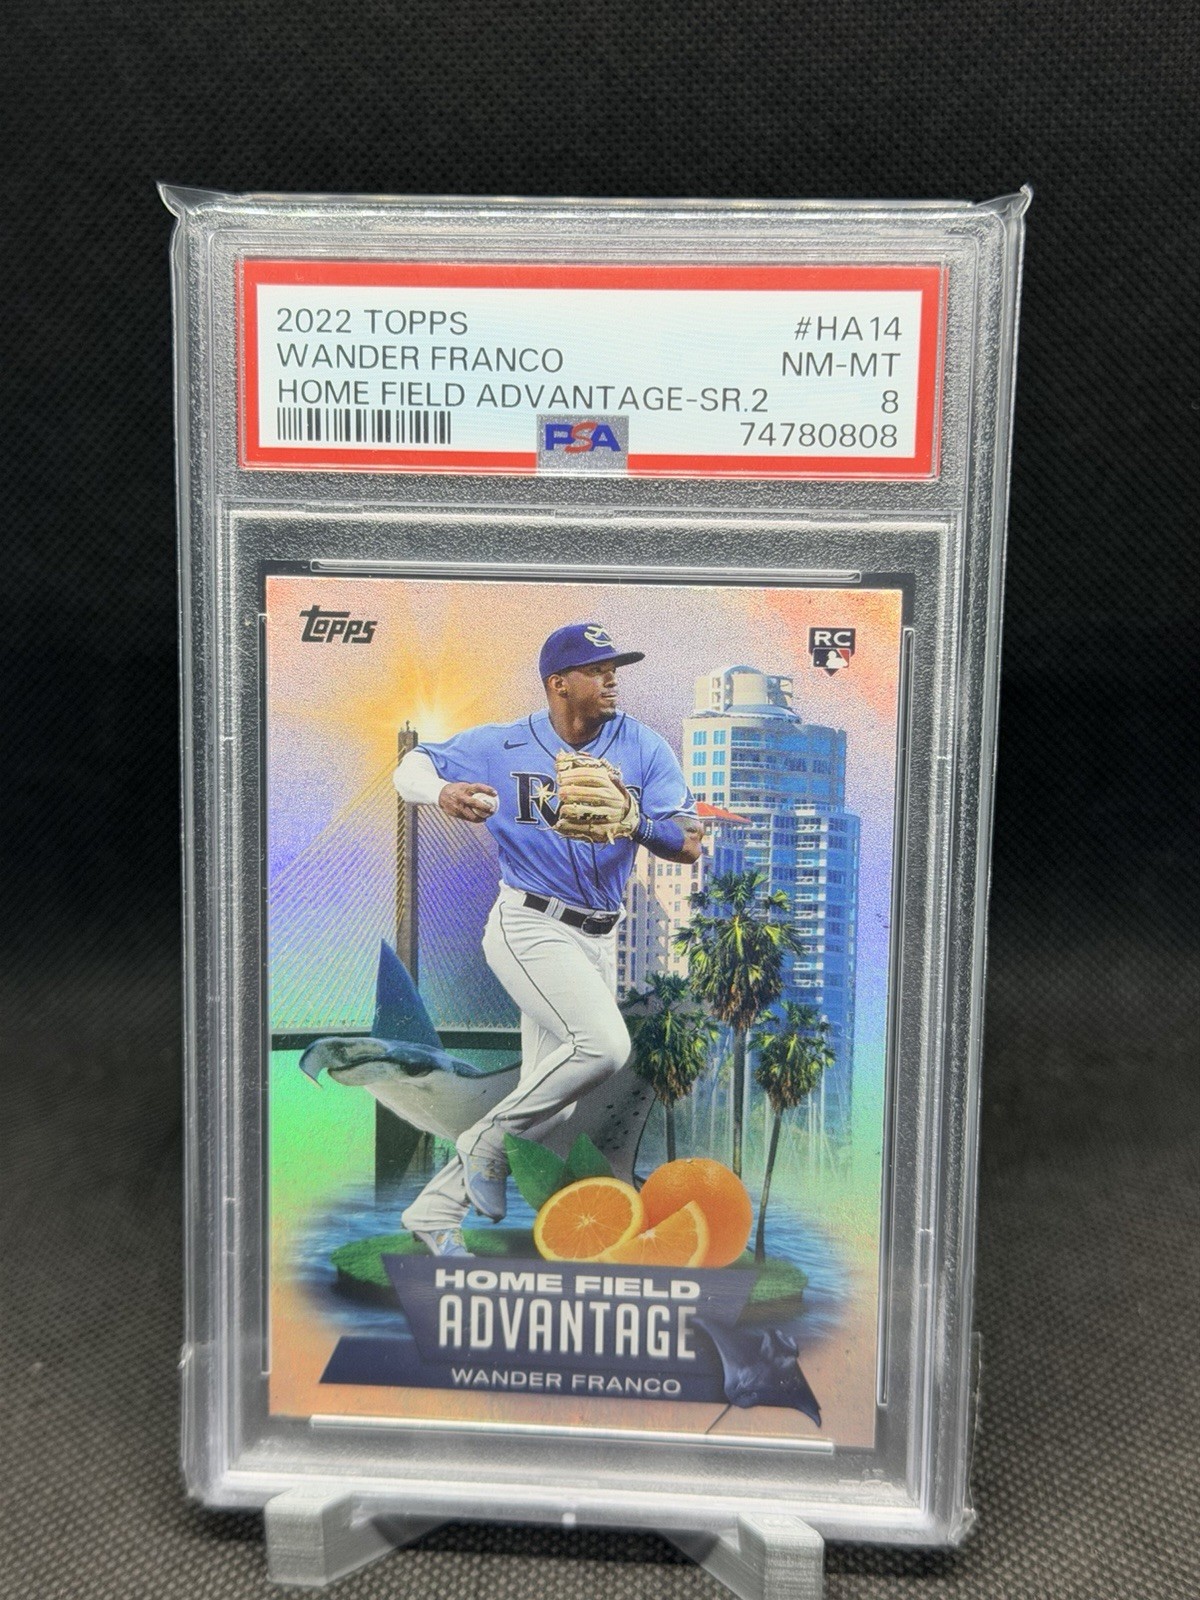 2022 TOPPS #HA14
WANDER FRANCO NM-MT
HOME FIELD ADVANTAGE-SR.2 8
PSA 74780808
Topps
RC
HOME FIELD
ADVANTAGE
WANDER FRANCO